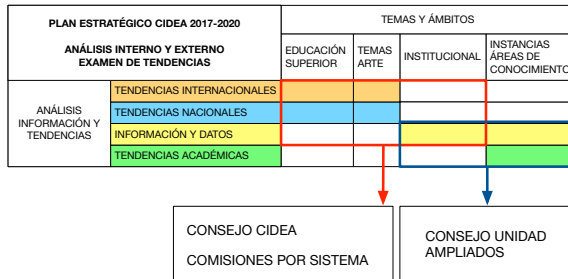 PLAN ESTRATÉGICO CIDEA 2017-2020
ANÁLISIS INTERNO Y EXTERNO
EXAMEN DE TENDENCIAS
TEMAS Y ÁMBITOS
EDUCACIÓN
SUPERIOR
TEMAS
ARTE
INSTITUCIONAL
INSTANCIAS
ÁREAS DE
CONOCIMIENTO
ANÁLISIS
INFORMACIÓN Y
TENDENCIAS
TENDENCIAS INTERNACIONALES
TENDENCIAS NACIONALES
INFORMACIÓN Y DATOS
TENDENCIAS ACADÉMICAS
CONSEJO CIDEA
COMISIONES POR SISTEMA
CONSEJO UNIDAD
AMPLIADOS